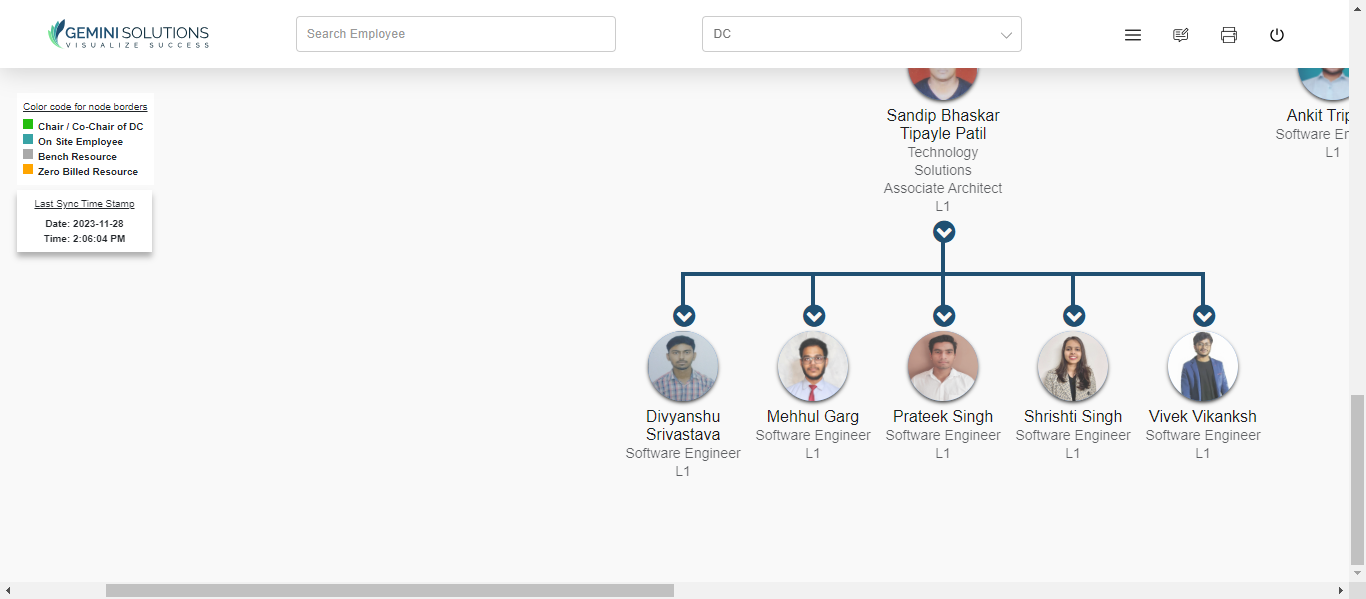 GEMINI SOLUTIONS
VISUALIZE SUCCESS
Search Employee
DC
Color code for node borders
Chair / Co-Chair of DC
On Site Employee
Bench Resource
Zero Billed Resource
Last Sync Time Stamp
Date: 2023-11-28
Time: 2:06:04 PM
Sandip Bhaskar
Tipayle Patil
Technology
Solutions
Associate Architect
L1
Ankit Trip
Software En
L1
Divyanshu
Srivastava
Software Engineer
L1
Mehhul Garg
Software Engineer
L1
Prateek Singh
Software Engineer
L1
Shrishti Singh
Software Engineer
L1
Vivek Vikanksh
Software Engineer
L1